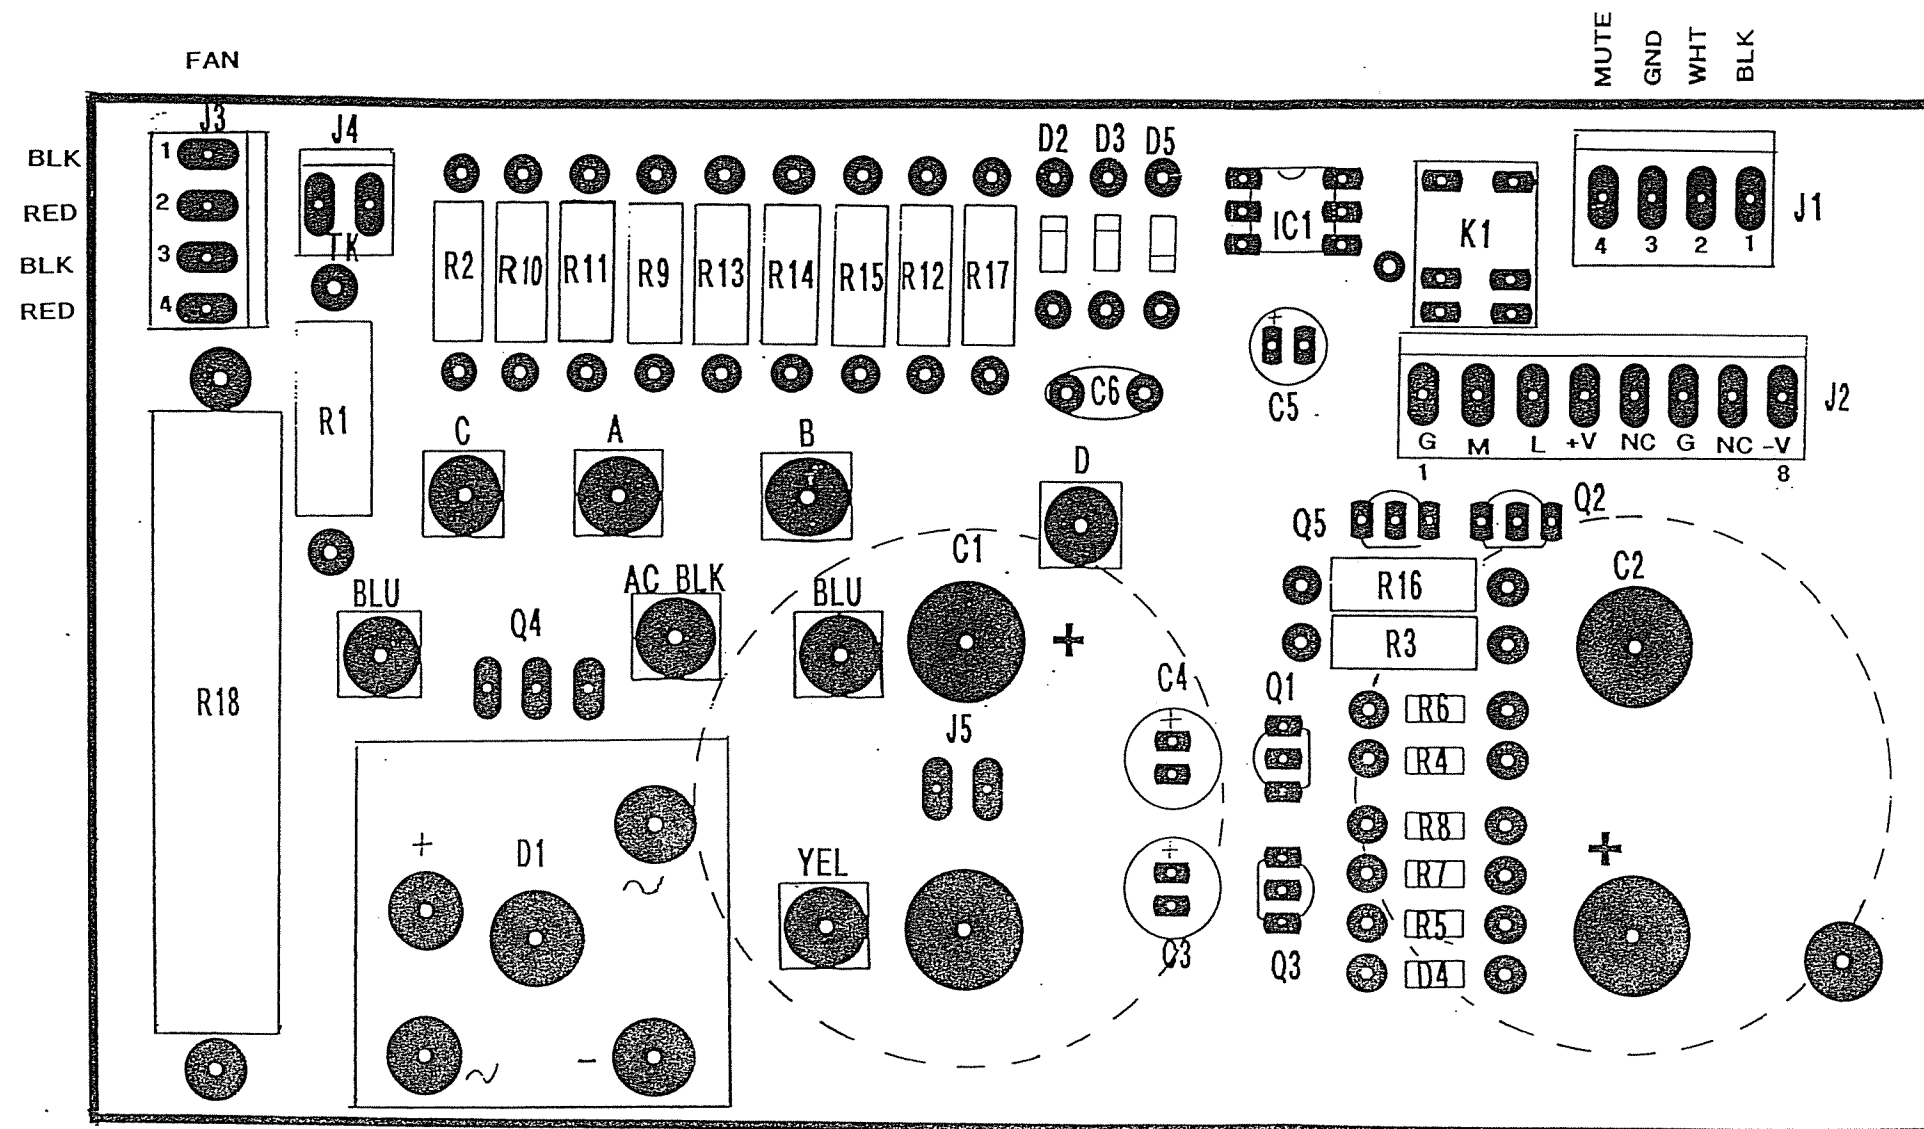 FAN
MUTE
GND
WHT
BLK
J3
J4
D2
D3
D5
BLK
1
RED
2
BLK
3
RED
4
TK
IC1
K1
4
3
2
1
J1
R2
R10
R11
R9
R13
R14
R15
R12
R17
+
C5
C6
R1
J2
G
M
L
+V
NC
G
NC
-V
1
8
C
A
B
D
Q5
Q2
C1
R16
C2
BLU
AC BLK
BLU
Q4
+
R3
R18
C4
Q1
R6
J5
+
R4
R8
+
+
D1
~
YEL
+
R7
R5
C3
Q3
D4
~
-